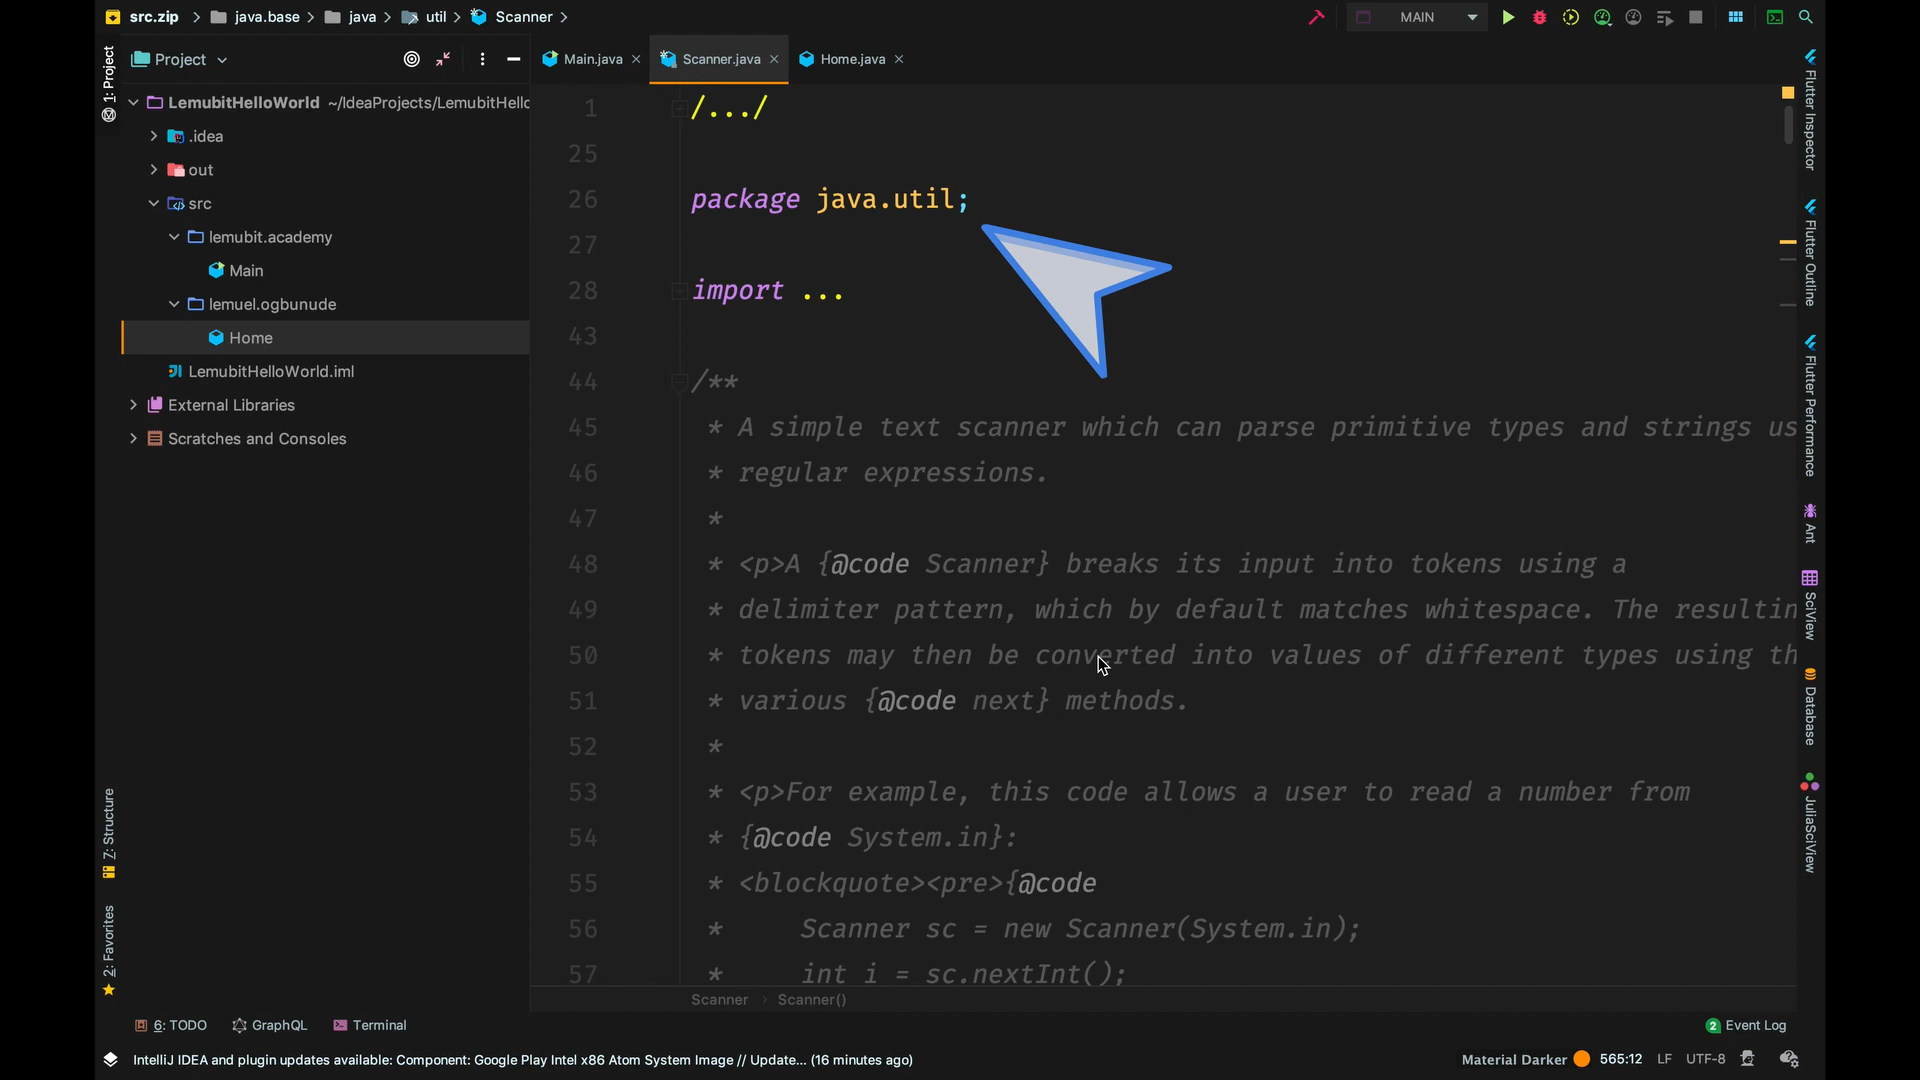 src.zip java.base java util Scanner
MAIN
1: Project
Project
Main.java
Scanner.java
Home.java
LemubitHelloWorld ~/IdeaProjects/LemubitHello
.idea
out
src
lemubit.academy
Main
lemuel.ogbunude
Home
LemubitHelloWorld.iml
External Libraries
Scratches and Consoles
1 /.../
25
26 package java.util;
27
28 import ...
43
44 /**
45 * A simple text scanner which can parse primitive types and strings us
46 * regular expressions.
47 *
48 * <p>A {@code Scanner} breaks its input into tokens using a
49 * delimiter pattern, which by default matches whitespace. The resultin
50 * tokens may then be converted into values of different types using th
51 * various {@code next} methods.
52 *
53 * <p>For example, this code allows a user to read a number from
54 * {@code System.in}:
55 * <blockquote><pre>{@code
56 * Scanner sc = new Scanner(System.in);
57 * int i = sc.nextInt();
Scanner Scanner()
Flutter Inspector
Flutter Outline
Flutter Performance
Ant
SciView
Database
JuliaSciView
7: Structure
2: Favorites
6: TODO GraphQL Terminal
2 Event Log
IntelliJ IDEA and plugin updates available: Component: Google Play Intel x86 Atom System Image // Update... (16 minutes ago)
Material Darker 565:12 LF UTF-8